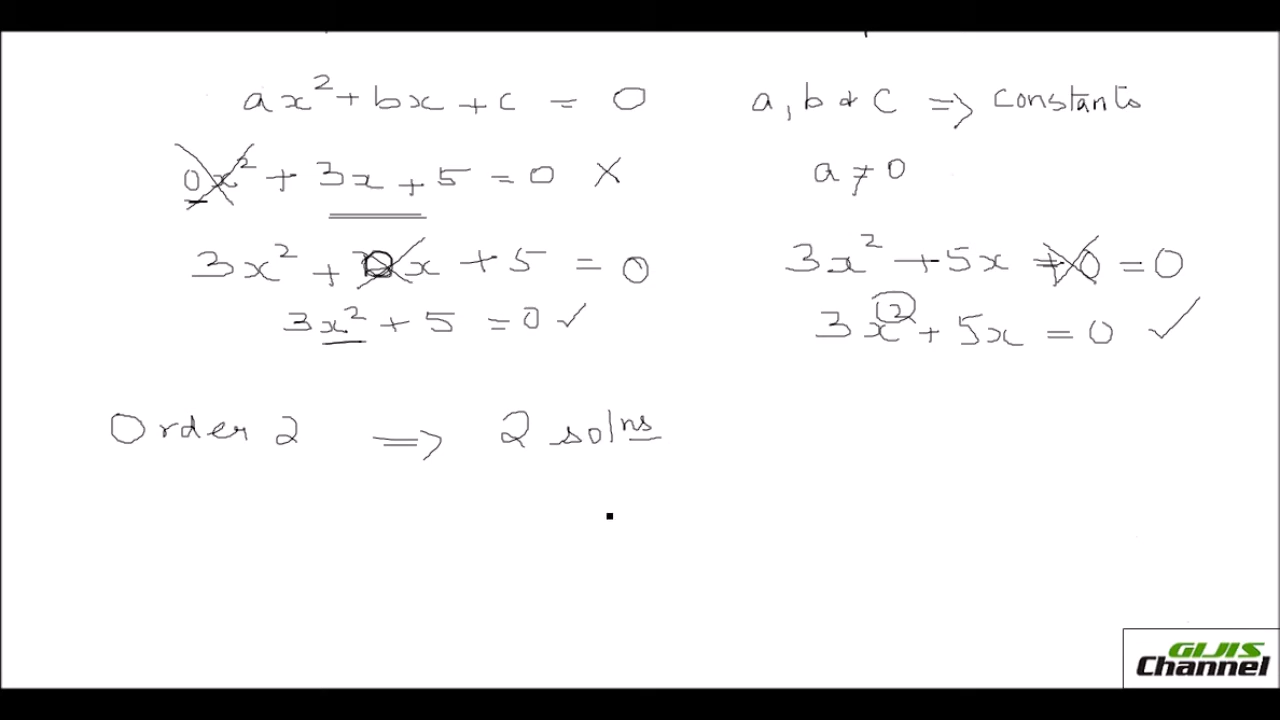 ax² + bx + c = 0
a, b & c => constants
0x² + 3x + 5 = 0 ×
a ≠ 0
3x² + 0x + 5 = 0
3x² + 5x + 0 = 0
3x² + 5 = 0 ✓
3x² + 5x = 0 ✓
Order 2 => 2 solns
GIJIS
Channel